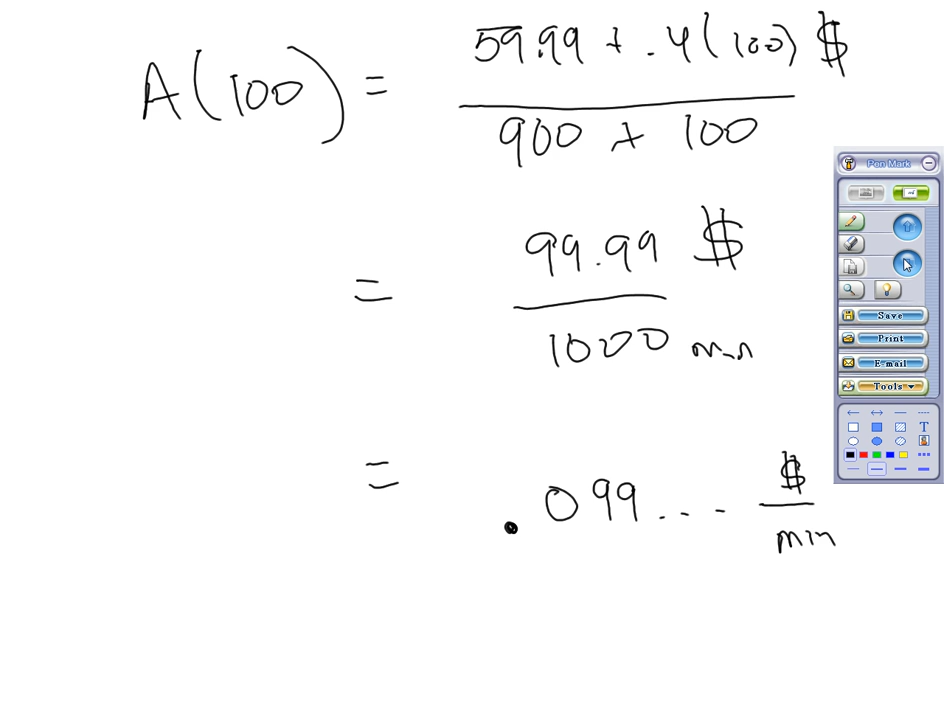 59.99 + .4(100) $
A(100) =
900 + 100
99.99 $
=
1000 min
=
.099... $
min
Pen Mark
Save
Print
E-mail
Tools
T